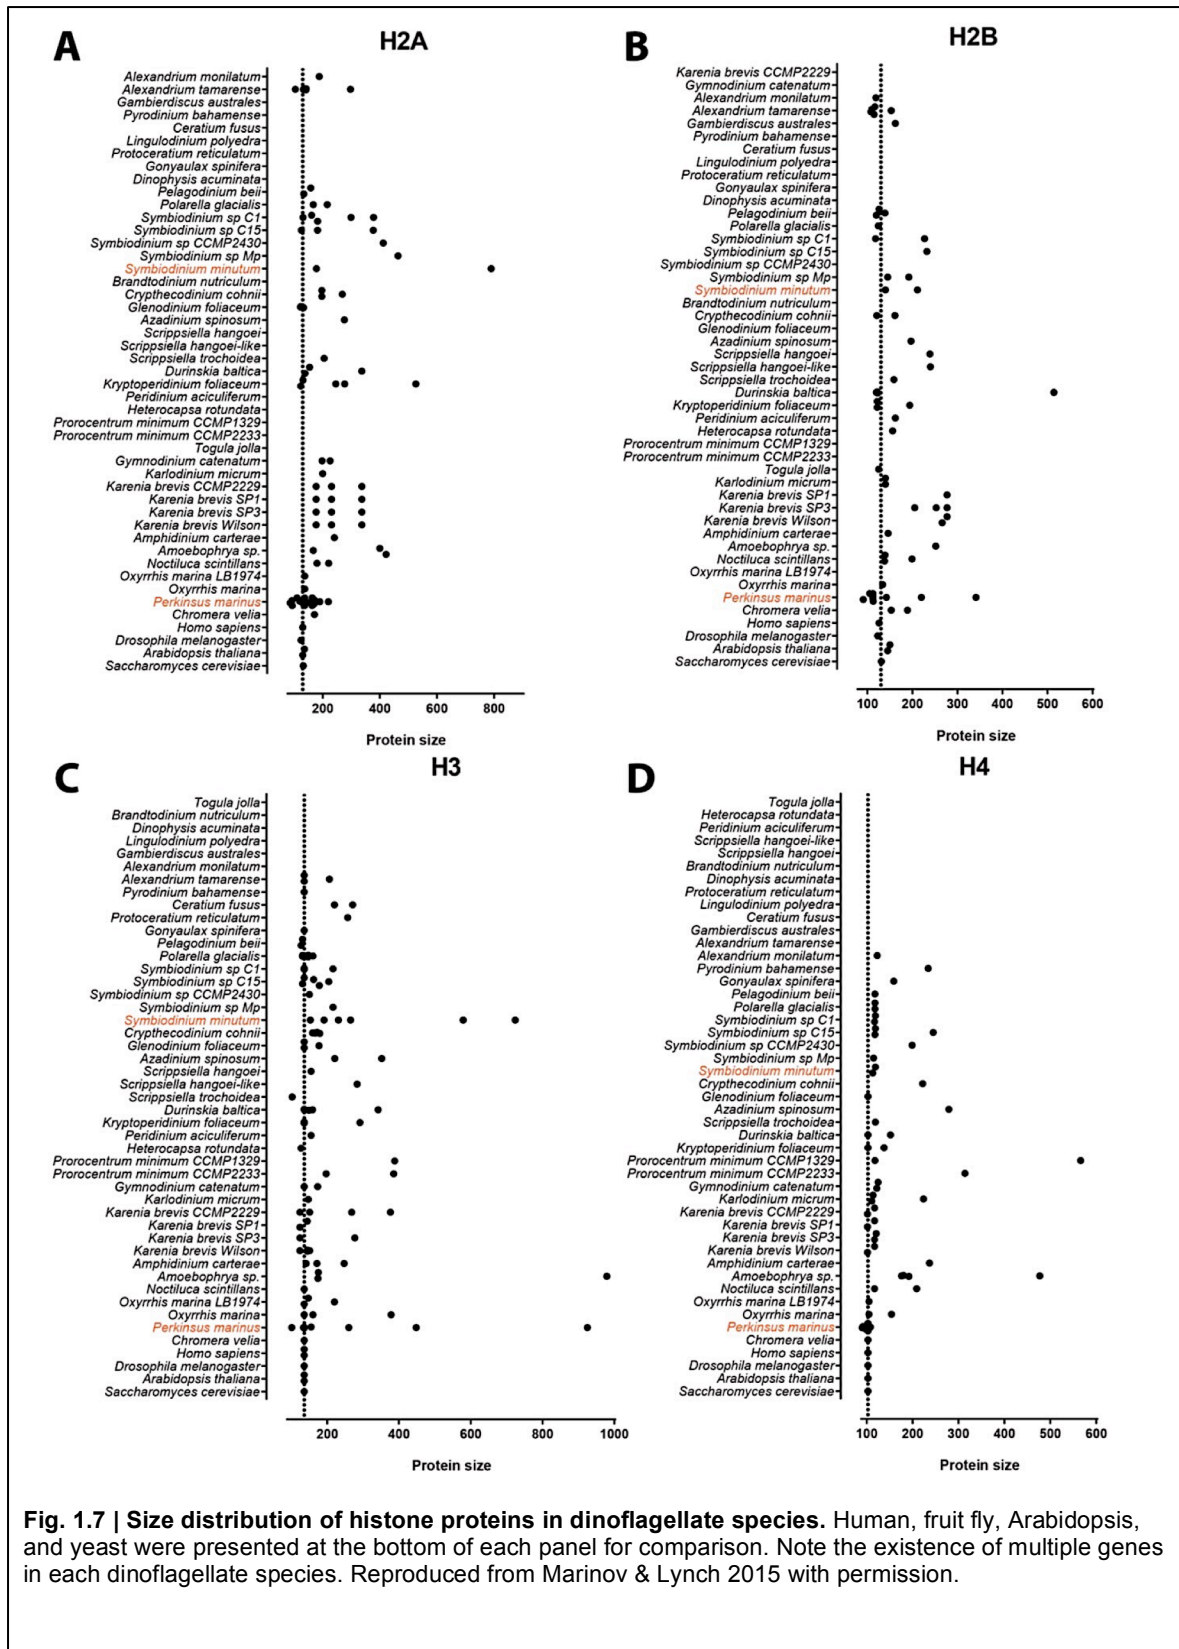 A
H2A
Alexandrium monilatum
Alexandrium tamarense
Gambierdiscus australes
Pyrodinium bahamense
Ceratium fusus
Lingulodinium polyedra
Protoceratium reticulatum
Gonyaulax spinifera
Dinophysis acuminata
Pelagodinium beii
Polarella glacialis
Symbiodinium sp C1
Symbiodinium sp C15
Symbiodinium sp CCMP2430
Symbiodinium sp Mp
Symbiodinium minutum
Brandtodinium nutriculum
Crypthecodinium cohnii
Glenodinium foliaceum
Azadinium spinosum
Scrippsiella hangoei
Scrippsiella hangoei-like
Scrippsiella trochoidea
Durinskia baltica
Kryptoperidinium foliaceum
Peridinium aciculiferum
Heterocapsa rotundata
Prorocentrum minimum CCMP1329
Prorocentrum minimum CCMP2233
Togula jolla
Gymnodinium catenatum
Karlodinium micrum
Karenia brevis CCMP2229
Karenia brevis SP1
Karenia brevis SP3
Karenia brevis Wilson
Amphidinium carterae
Amoebophrya sp.
Noctiluca scintillans
Oxyrrhis marina LB1974
Oxyrrhis marina
Perkinsus marinus
Chromera velia
Homo sapiens
Drosophila melanogaster
Arabidopsis thaliana
Saccharomyces cerevisiae
200 400 600 800
Protein size
B
H2B
Karenia brevis CCMP2229
Gymnodinium catenatum
Alexandrium monilatum
Alexandrium tamarense
Gambierdiscus australes
Pyrodinium bahamense
Ceratium fusus
Lingulodinium polyedra
Protoceratium reticulatum
Gonyaulax spinifera
Dinophysis acuminata
Pelagodinium beii
Polarella glacialis
Symbiodinium sp C1
Symbiodinium sp C15
Symbiodinium sp CCMP2430
Symbiodinium sp Mp
Symbiodinium minutum
Brandtodinium nutriculum
Crypthecodinium cohnii
Glenodinium foliaceum
Azadinium spinosum
Scrippsiella hangoei
Scrippsiella hangoei-like
Scrippsiella trochoidea
Durinskia baltica
Kryptoperidinium foliaceum
Peridinium aciculiferum
Heterocapsa rotundata
Prorocentrum minimum CCMP1329
Prorocentrum minimum CCMP2233
Togula jolla
Karlodinium micrum
Karenia brevis SP1
Karenia brevis SP3
Karenia brevis Wilson
Amphidinium carterae
Amoebophrya sp.
Noctiluca scintillans
Oxyrrhis marina LB1974
Oxyrrhis marina
Perkinsus marinus
Chromera velia
Homo sapiens
Drosophila melanogaster
Arabidopsis thaliana
Saccharomyces cerevisiae
100 200 300 400 500 600
Protein size
C
H3
Togula jolla
Brandtodinium nutriculum
Dinophysis acuminata
Lingulodinium polyedra
Gambierdiscus australes
Alexandrium monilatum
Alexandrium tamarense
Pyrodinium bahamense
Ceratium fusus
Protoceratium reticulatum
Gonyaulax spinifera
Pelagodinium beii
Polarella glacialis
Symbiodinium sp C1
Symbiodinium sp C15
Symbiodinium sp CCMP2430
Symbiodinium sp Mp
Symbiodinium minutum
Crypthecodinium cohnii
Glenodinium foliaceum
Azadinium spinosum
Scrippsiella hangoei
Scrippsiella hangoei-like
Scrippsiella trochoidea
Durinskia baltica
Kryptoperidinium foliaceum
Peridinium aciculiferum
Heterocapsa rotundata
Prorocentrum minimum CCMP1329
Prorocentrum minimum CCMP2233
Gymnodinium catenatum
Karlodinium micrum
Karenia brevis CCMP2229
Karenia brevis SP1
Karenia brevis SP3
Karenia brevis Wilson
Amphidinium carterae
Amoebophrya sp.
Noctiluca scintillans
Oxyrrhis marina LB1974
Oxyrrhis marina
Perkinsus marinus
Chromera velia
Homo sapiens
Drosophila melanogaster
Arabidopsis thaliana
Saccharomyces cerevisiae
200 400 600 800 1000
Protein size
D
H4
Togula jolla
Heterocapsa rotundata
Peridinium aciculiferum
Scrippsiella hangoei-like
Scrippsiella hangoei
Brandtodinium nutriculum
Dinophysis acuminata
Protoceratium reticulatum
Lingulodinium polyedra
Ceratium fusus
Gambierdiscus australes
Alexandrium tamarense
Alexandrium monilatum
Pyrodinium bahamense
Gonyaulax spinifera
Pelagodinium beii
Polarella glacialis
Symbiodinium sp C1
Symbiodinium sp C15
Symbiodinium sp CCMP2430
Symbiodinium sp Mp
Symbiodinium minutum
Crypthecodinium cohnii
Glenodinium foliaceum
Azadinium spinosum
Scrippsiella trochoidea
Durinskia baltica
Kryptoperidinium foliaceum
Prorocentrum minimum CCMP1329
Prorocentrum minimum CCMP2233
Gymnodinium catenatum
Karlodinium micrum
Karenia brevis CCMP2229
Karenia brevis SP1
Karenia brevis SP3
Karenia brevis Wilson
Amphidinium carterae
Amoebophrya sp.
Noctiluca scintillans
Oxyrrhis marina LB1974
Oxyrrhis marina
Perkinsus marinus
Chromera velia
Homo sapiens
Drosophila melanogaster
Arabidopsis thaliana
Saccharomyces cerevisiae
100 200 300 400 500 600
Protein size
Fig. 1.7 | Size distribution of histone proteins in dinoflagellate species. Human, fruit fly, Arabidopsis,
and yeast were presented at the bottom of each panel for comparison. Note the existence of multiple genes
in each dinoflagellate species. Reproduced from Marinov & Lynch 2015 with permission.